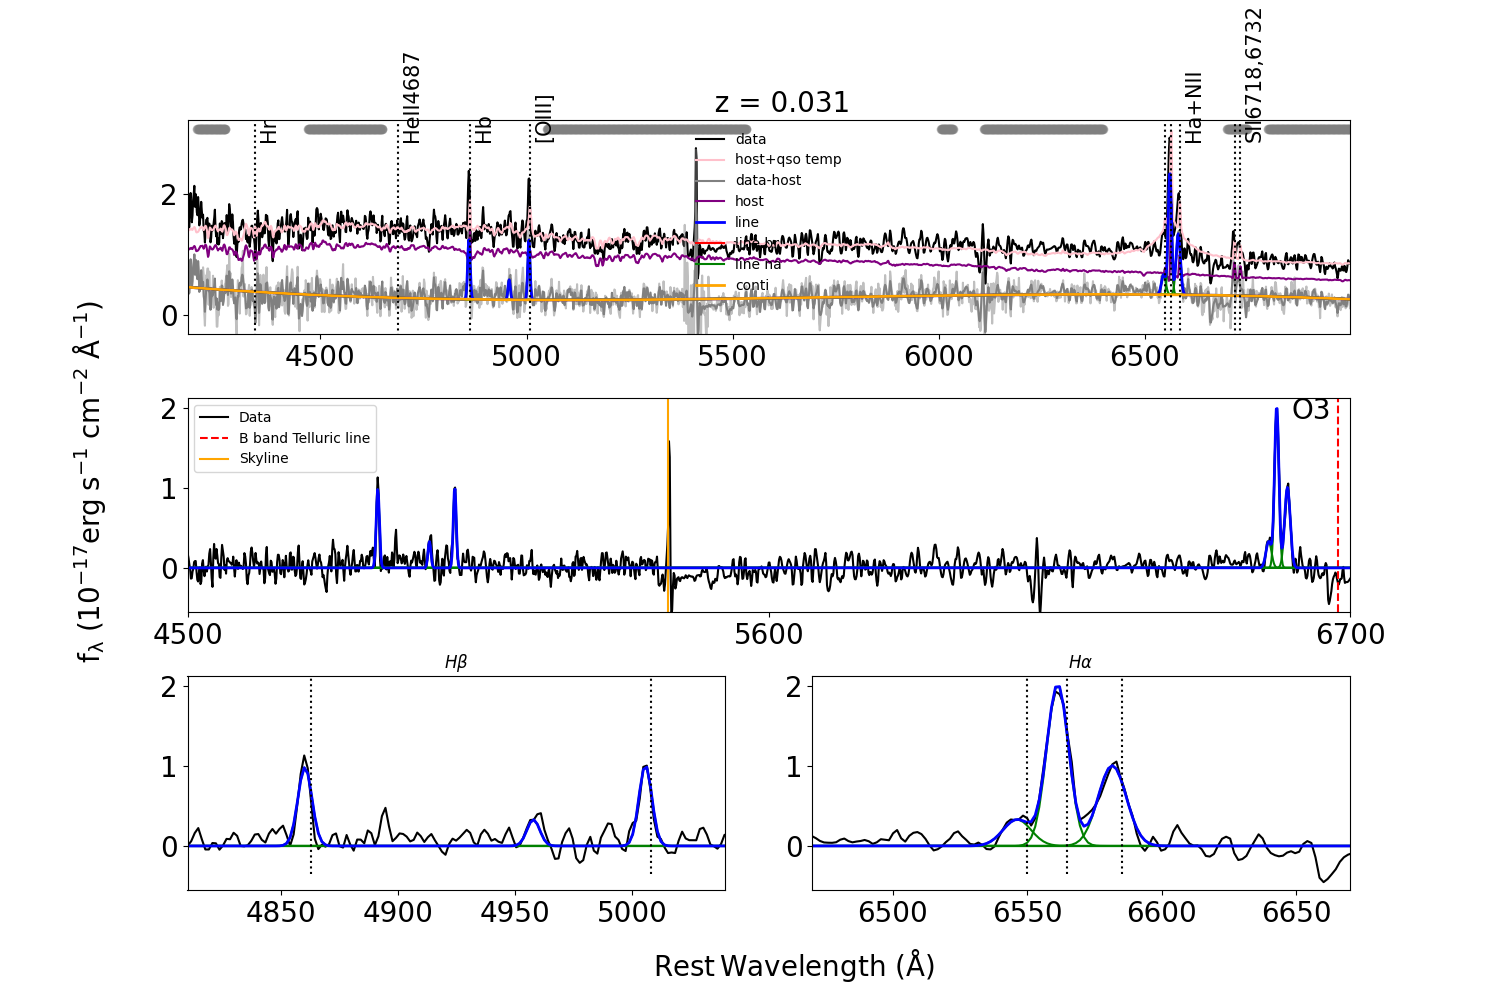 z = 0.031
Hr
HeII4687
Hb
[OIII]
Ha+NII
SII6718,6732
data
host+qso temp
data-host
host
line
line ha
conti
2
0
4500
5000
5500
6000
6500
fλ (10⁻¹⁷erg s⁻¹ cm⁻² Å⁻¹)
Data
B band Telluric line
Skyline
O3
2
1
0
4500
5600
6700
Hβ
2
1
0
4850
4900
4950
5000
Hα
2
1
0
6500
6550
6600
6650
Rest Wavelength (Å)